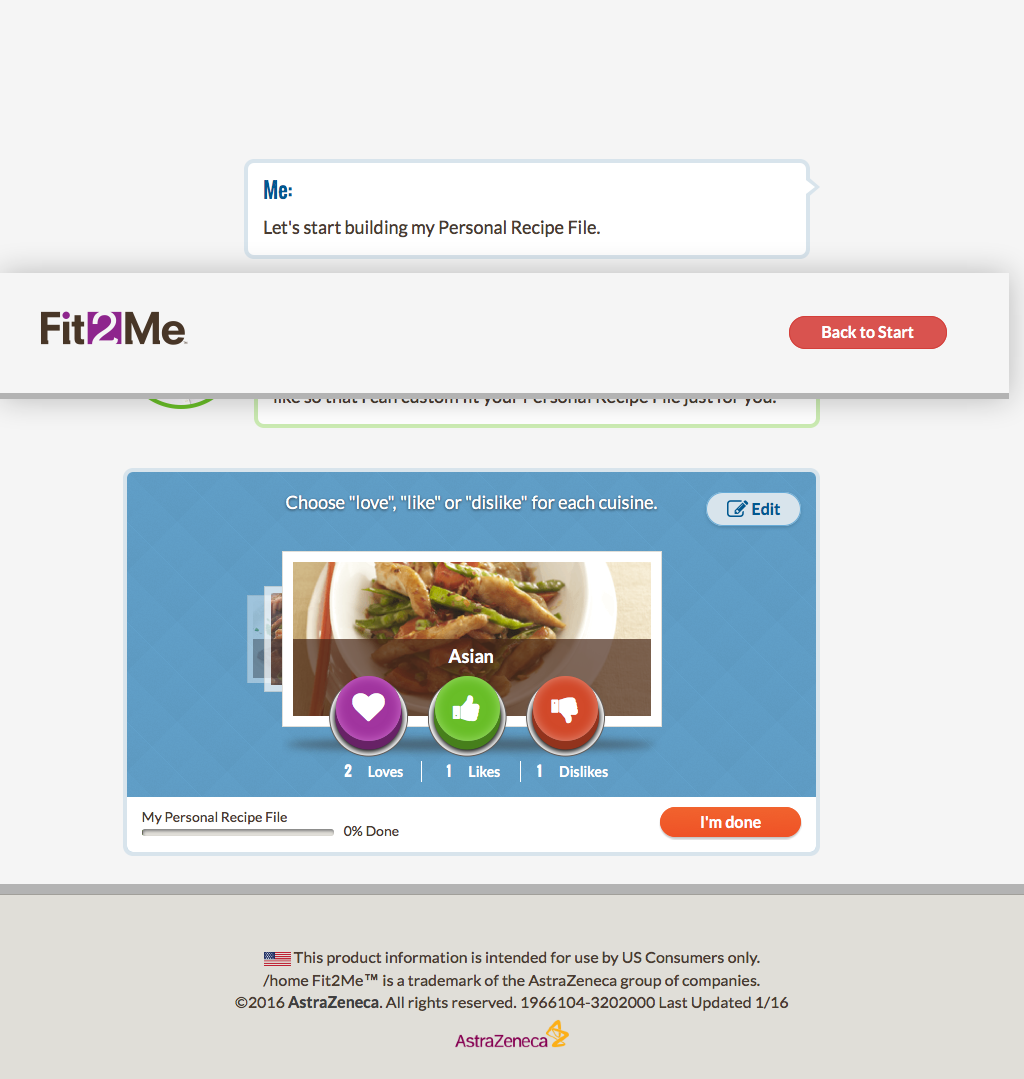 Me:
Let's start building my Personal Recipe File.
Fit2Me™
Back to Start
like so that I can custom fit your Personal Recipe File just for you.
Choose "love", "like" or "dislike" for each cuisine.
Edit
Asian
2 Loves 1 Likes 1 Dislikes
My Personal Recipe File
0% Done
I'm done
This product information is intended for use by US Consumers only.
/home Fit2Me™ is a trademark of the AstraZeneca group of companies.
©2016 AstraZeneca. All rights reserved. 1966104-3202000 Last Updated 1/16
AstraZeneca